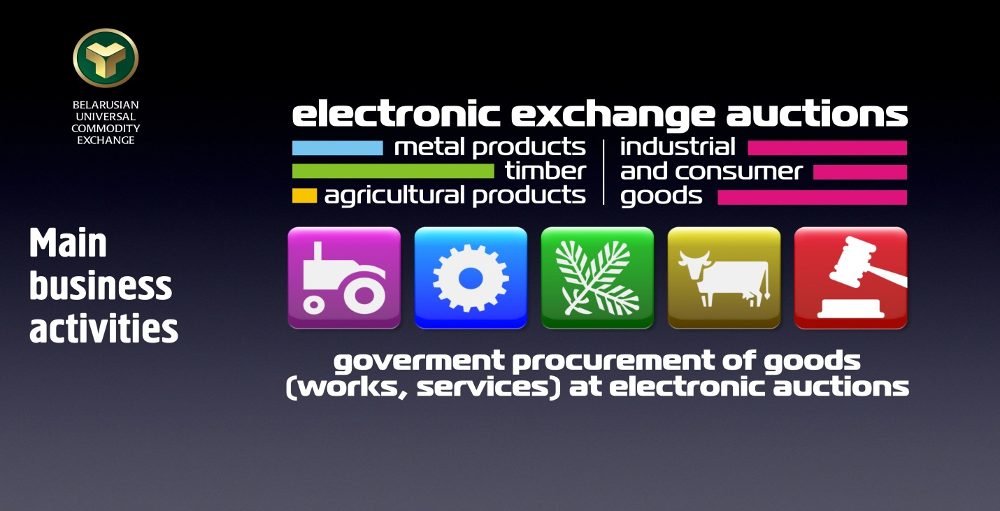 BELARUSIAN
UNIVERSAL
COMMODITY
EXCHANGE
Main
business
activities
electronic exchange auctions
metal products
timber
agricultural products
industrial
and consumer
goods
goverment procurement of goods
(works, services) at electronic auctions